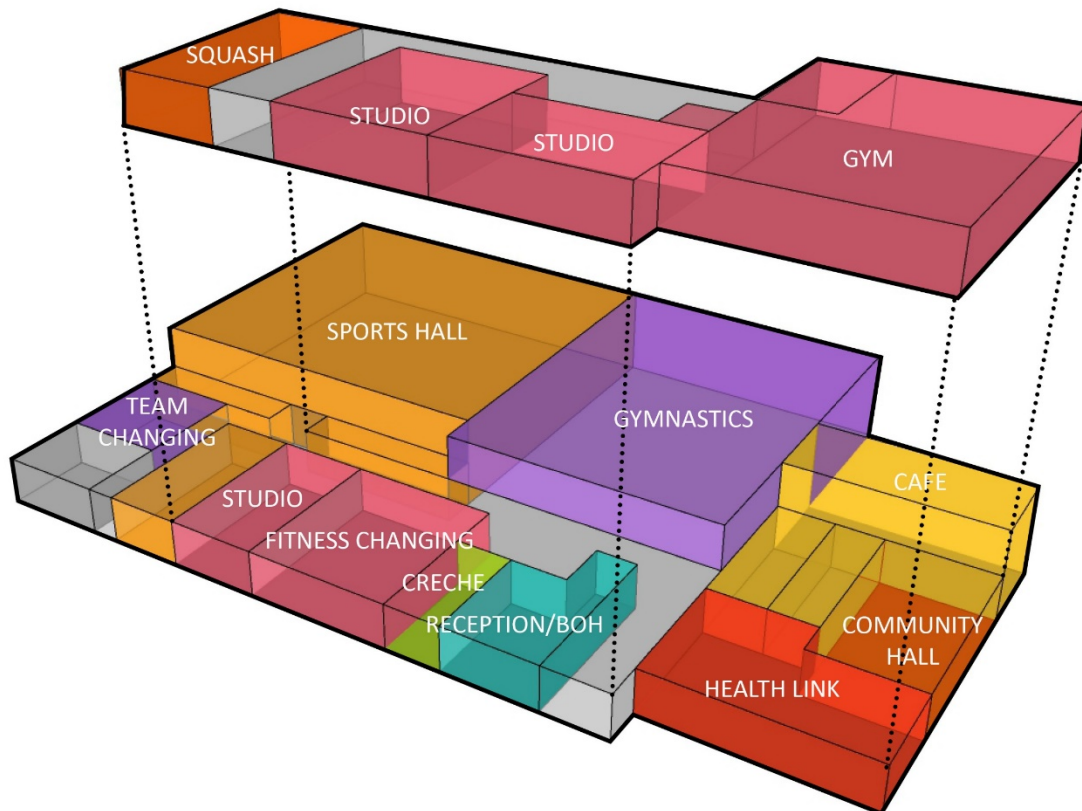 SQUASH
STUDIO
STUDIO
GYM
SPORTS HALL
TEAM
CHANGING
GYMNASTICS
CAFE
STUDIO
FITNESS CHANGING
CRECHE
RECEPTION/BOH
COMMUNITY
HALL
HEALTH LINK